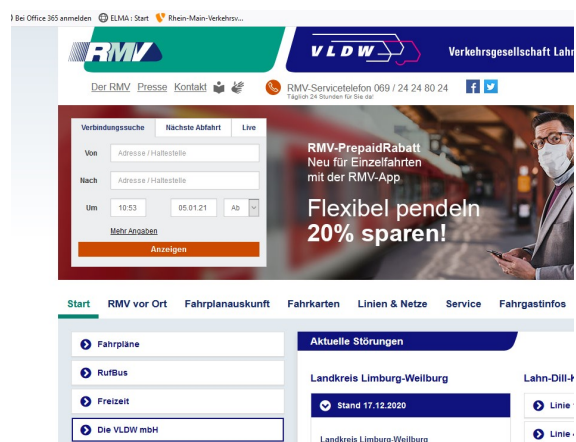 Bei Office 365 anmelden ELMA : Start Rhein-Main-Verkehrsv...
RMV
VLDW
Verkehrsgesellschaft Lahn
Der RMV Presse Kontakt
RMV-Servicetelefon 069 / 24 24 80 24
Täglich 24 Stunden für Sie da!
Verbindungssuche Nächste Abfahrt Live
Von Adresse / Haltestelle
Nach Adresse / Haltestelle
Um 10:53 05.01.21 Ab
Mehr Angaben
Anzeigen
RMV-PrepaidRabatt
Neu für Einzelfahrten
mit der RMV-App
Flexibel pendeln
20% sparen!
Start RMV vor Ort Fahrplanauskunft Fahrkarten Linien & Netze Service Fahrgastinfos
Fahrpläne
RufBus
Freizeit
Die VLDW mbH
Aktuelle Störungen
Landkreis Limburg-Weilburg
Stand 17.12.2020
Landkreis Limburg-Weilburg
Lahn-Dill-K
Linie
Linie